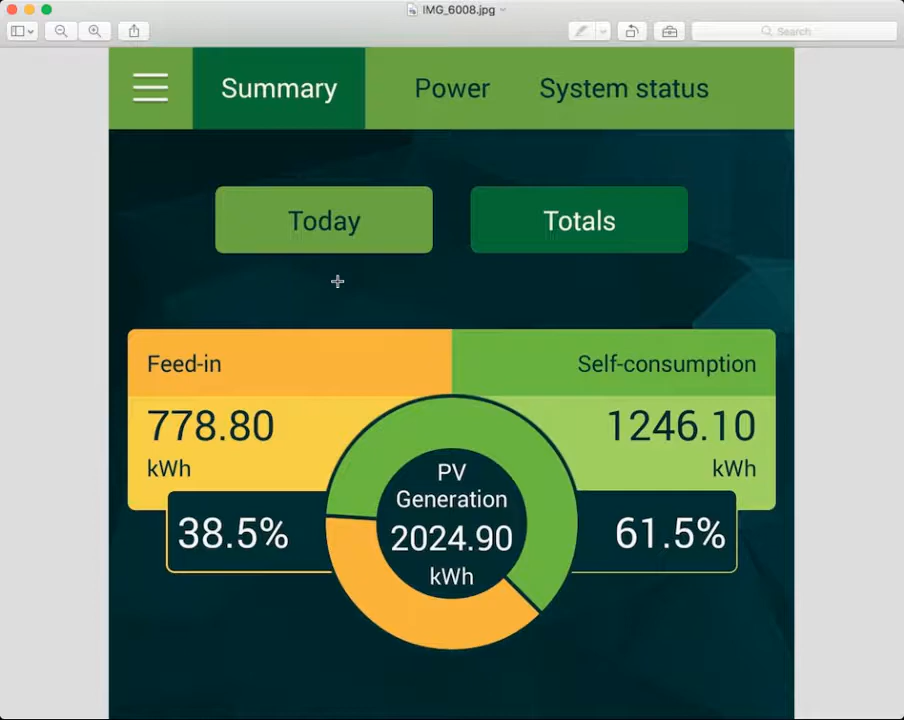 IMG_6008.jpg
Search
Summary
Power
System status
Today
Totals
Feed-in
Self-consumption
778.80
kWh
1246.10
kWh
PV
Generation
2024.90
kWh
38.5%
61.5%